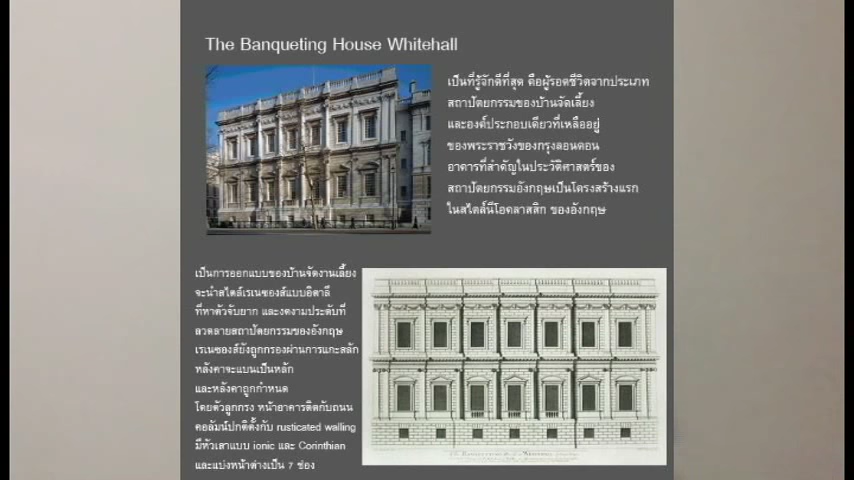 The Banqueting House Whitehall
เป็นที่รู้จักดีที่สุด คือผู้รอดชีวิตจากประเภท
สถาปัตยกรรมของบ้านจัดเลี้ยง
และองค์ประกอบเดียวที่เหลืออยู่
ของพระราชวังของกรุงลอนดอน
อาคารที่สำคัญในประวัติศาสตร์ของ
สถาปัตยกรรมอังกฤษเป็นโครงสร้างแรก
ในสไตล์นีโอคลาสสิก ของอังกฤษ
เป็นการออกแบบของบ้านจัดงานเลี้ยง
จะนำสไตล์เรเนซองส์แบบอิตาลี
ที่หาตัวจับยาก และงดงามประดับที่
ลวดลายสถาปัตยกรรมของอังกฤษ
เรเนซองส์ยังถูกกรองผ่านการแกะสลัก
หลังคาจะแบนเป็นหลัก
และหลังคาถูกกำหนด
โดยตัวลูกกรง หน้าอาคารติดกับถนน
คอลัมน์ปกติตั้งกับ rusticated walling
มีหัวเสาแบบ ionic และ Corinthian
และแบ่งหน้าต่างเป็น 7 ช่อง